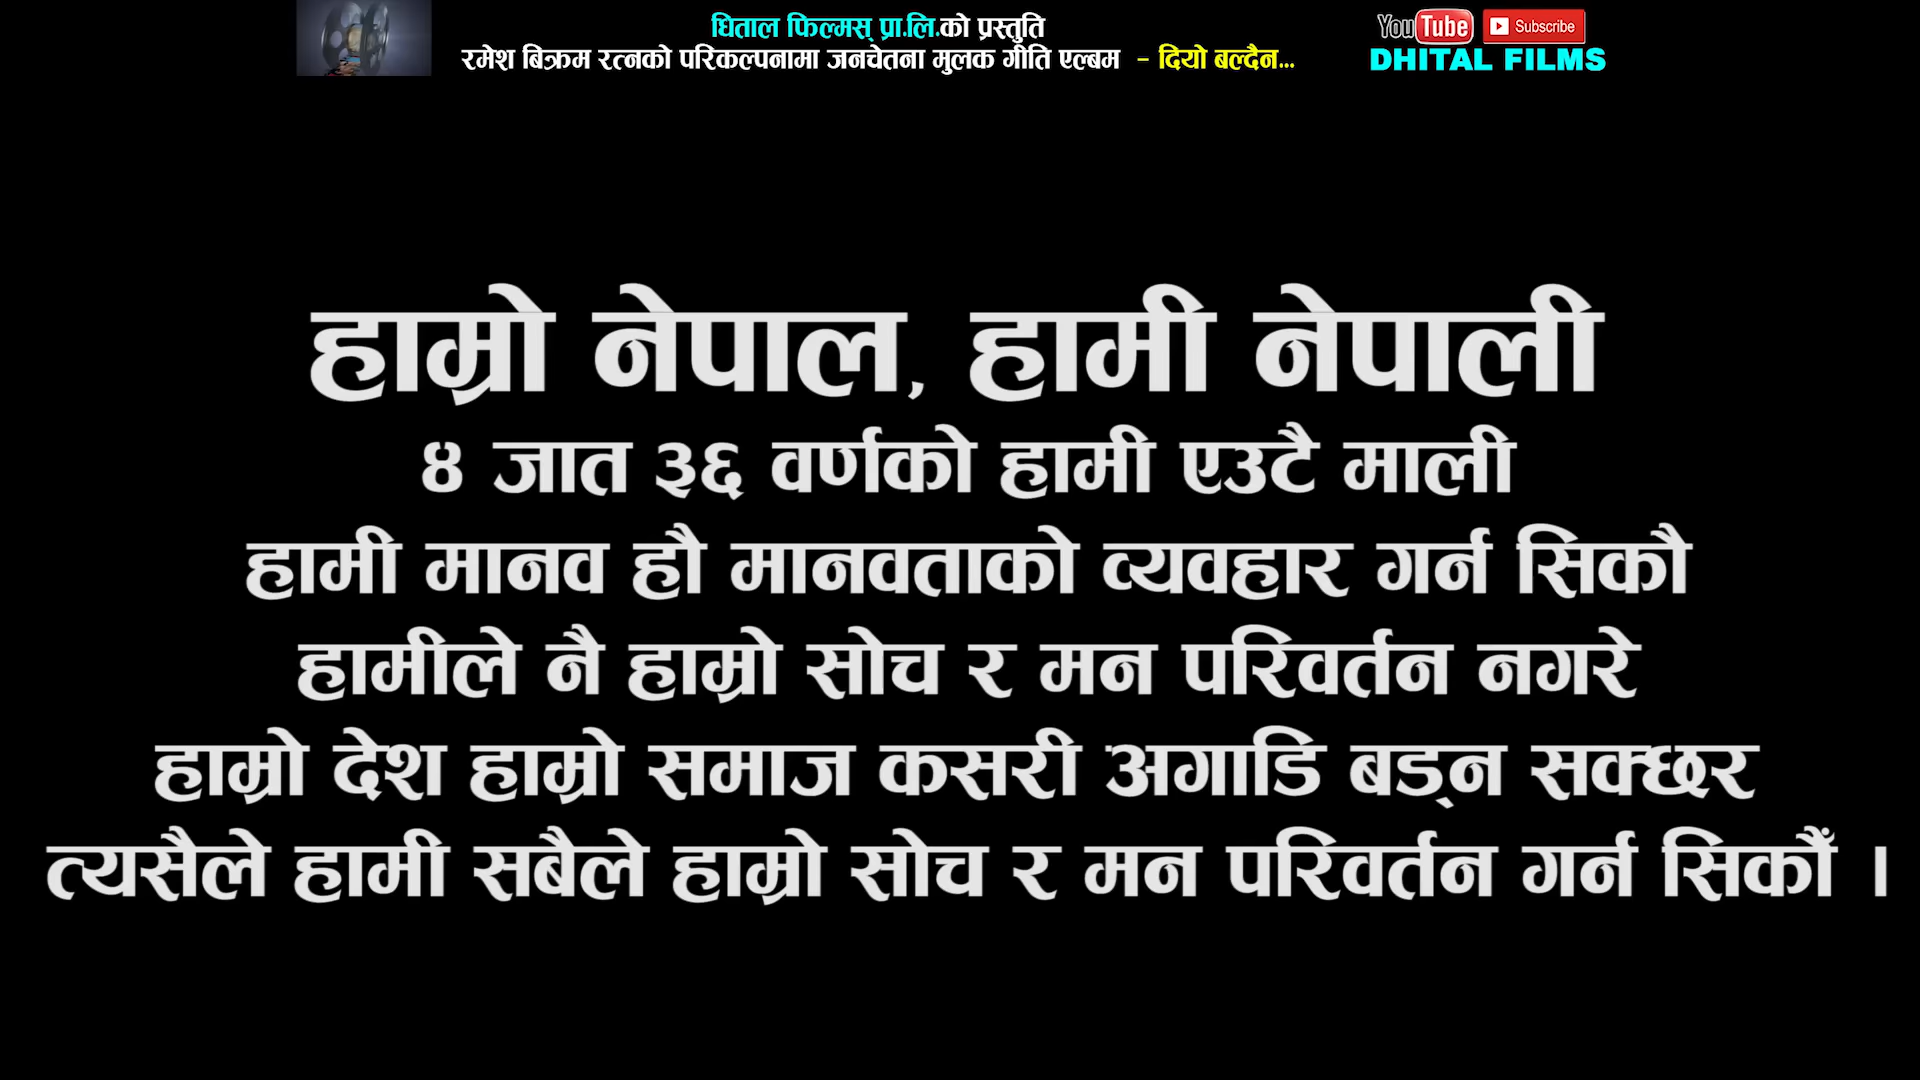 धिताल फिल्मस् प्रा.लि.को प्रस्तुति
रमेश बिक्रम रत्नको परिकल्पनामा जनचेतना मुलक गीति एल्बम - दियो बल्दैन...
YouTube Subscribe
DHITAL FILMS
हाम्रो नेपाल, हामी नेपाली
४ जात ३६ वर्णको हामी एउटै माली
हामी मानव हौ मानवताको व्यवहार गर्न सिकौ
हामीले नै हाम्रो सोच र मन परिवर्तन नगरे
हाम्रो देश हाम्रो समाज कसरी अगाडि बड्न सक्छर
त्यसैले हामी सबैले हाम्रो सोच र मन परिवर्तन गर्न सिकौँ ।